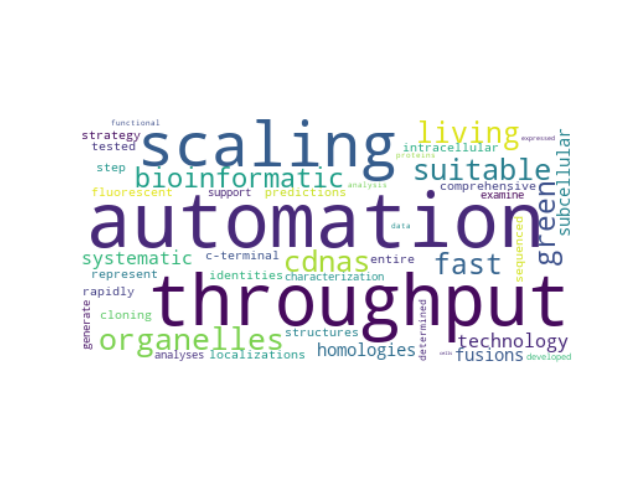 functional
strategy
scaling
living
expressed
tested
intracellular
proteins
step
bioinformatic
suitable
analysis
comprehensive
subcellular
fluorescent
support
predictions
examine
automation
green
data
sequenced
systematic
c-terminal
cdnas
entire
fast
represent
identities
characterization
throughput
rapidly
generate
cloning
organelles
structures
determined
technology
analyses
localizations
homologies
cells
fusions
developed